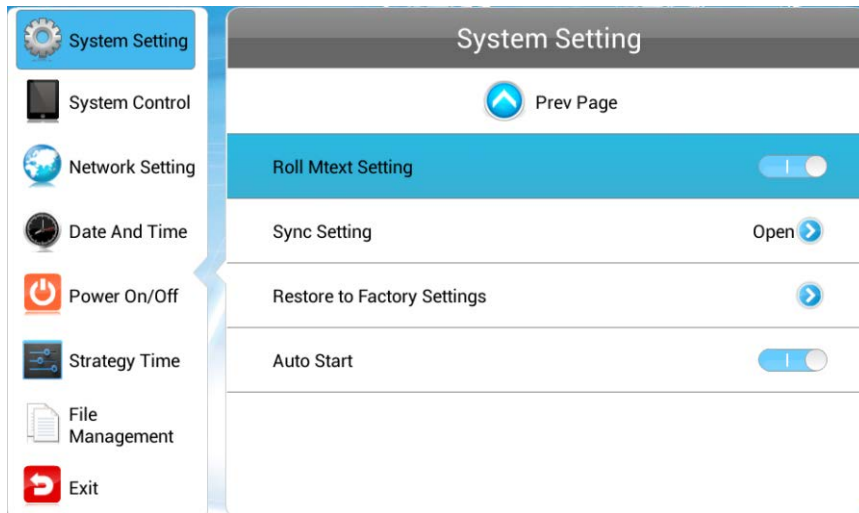 System Setting
System Control
Network Setting
Date And Time
Power On/Off
Strategy Time
File
Management
Exit
System Setting
Prev Page
Roll Mtext Setting
Sync Setting Open
Restore to Factory Settings
Auto Start